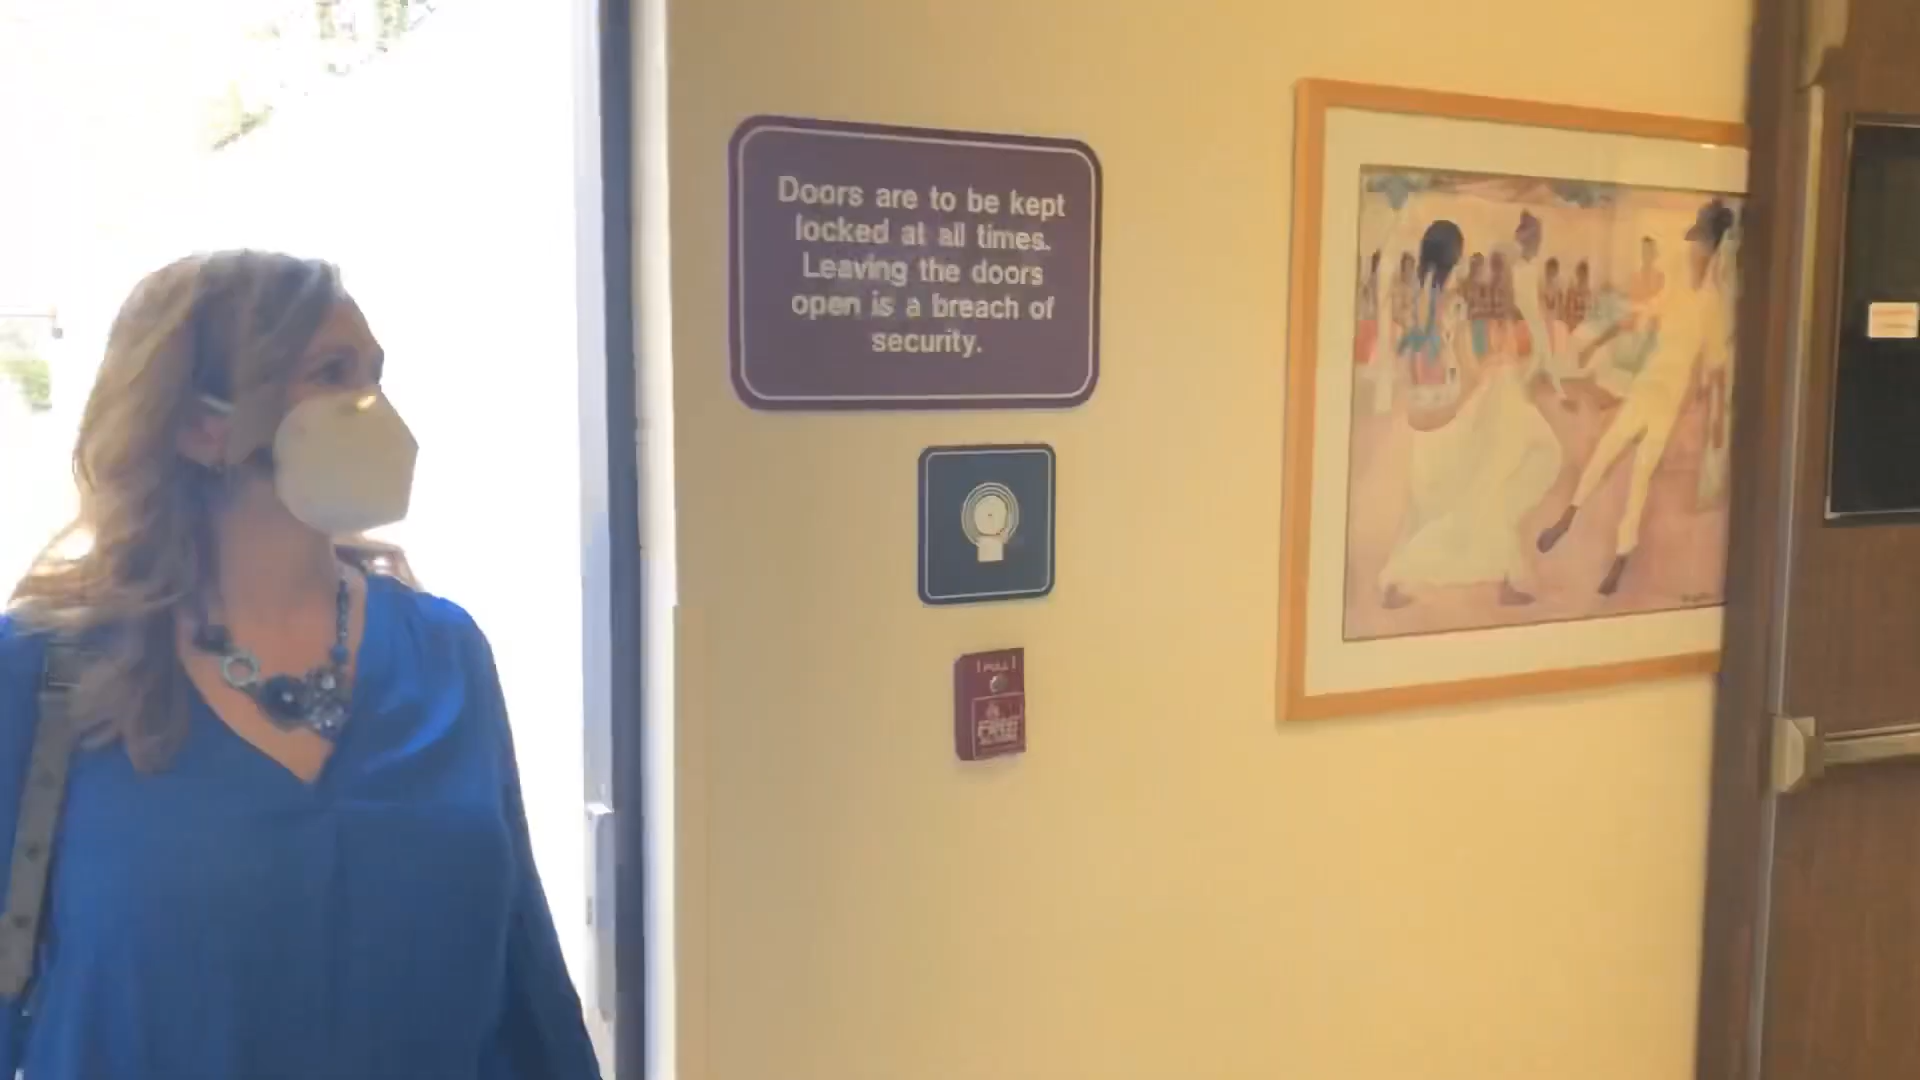 Doors are to be kept
locked at all times.
Leaving the doors
open is a breach of
security.
PULL
FIRE